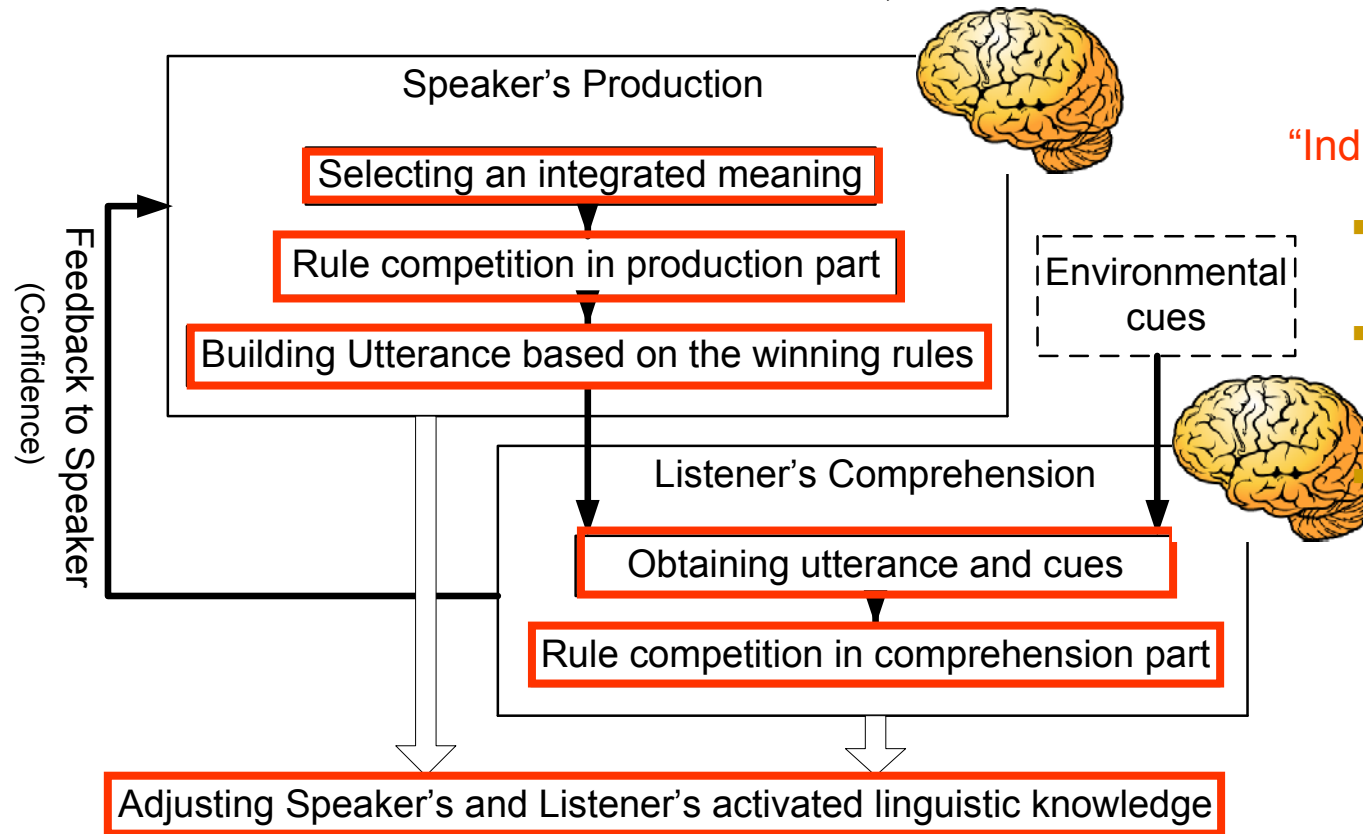 Speaker's Production
"Ind
Selecting an integrated meaning
Rule competition in production part
Building Utterance based on the winning rules
Environmental
cues
Feedback to Speaker
(Confidence)
Listener's Comprehension
Obtaining utterance and cues
Rule competition in comprehension part
Adjusting Speaker's and Listener's activated linguistic knowledge